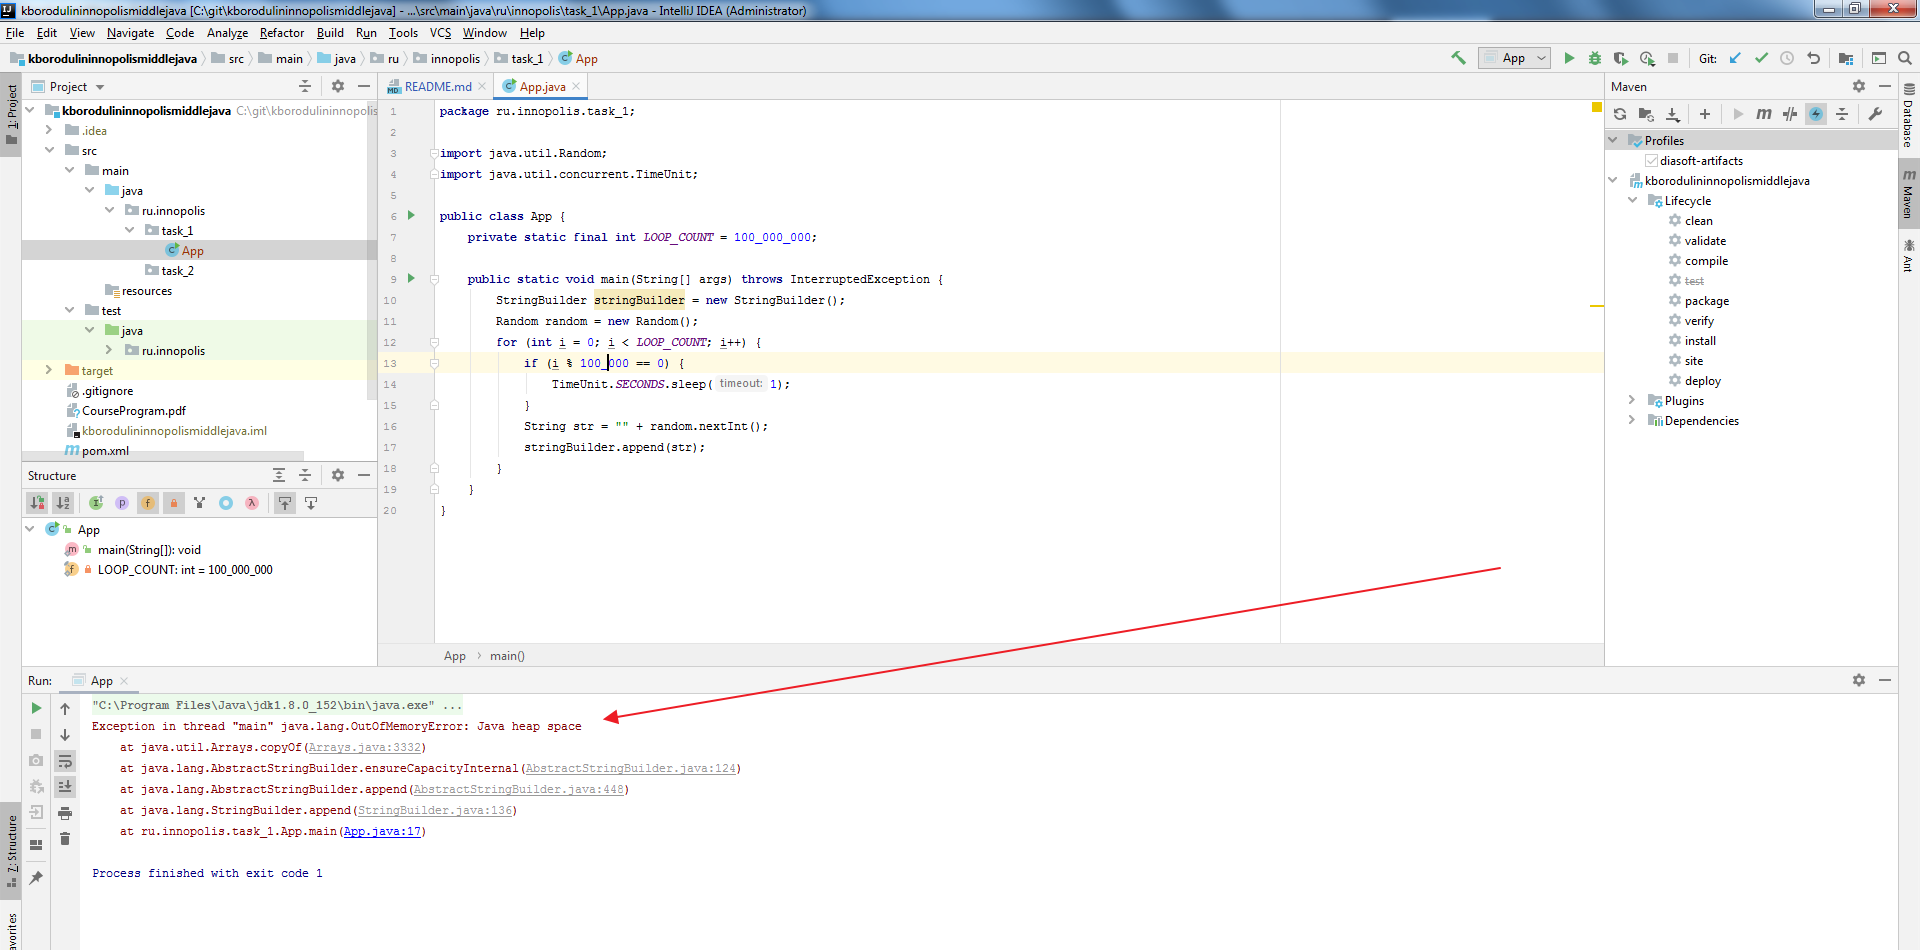 kborodulininnopolismiddlejava [C:\git\kborodulininnopolismiddlejava] - ...\src\main\java\ru\innopolis\task_1\App.java - IntelliJ IDEA (Administrator)
File Edit View Navigate Code Analyze Refactor Build Run Tools VCS Window Help
kborodulininnopolismiddlejava src main java ru innopolis task_1 App
App Git:
1: Project
Project
kborodulininnopolismiddlejava C:\git\kborodulininnopolis
.idea
src
main
java
ru.innopolis
task_1
App
task_2
resources
test
java
ru.innopolis
target
.gitignore
CourseProgram.pdf
kborodulininnopolismiddlejava.iml
pom.xml
Structure
App
main(String[]): void
LOOP_COUNT: int = 100_000_000
README.md App.java
1 package ru.innopolis.task_1;
2
3 import java.util.Random;
4 import java.util.concurrent.TimeUnit;
5
6 public class App {
7 private static final int LOOP_COUNT = 100_000_000;
8
9 public static void main(String[] args) throws InterruptedException {
10 StringBuilder stringBuilder = new StringBuilder();
11 Random random = new Random();
12 for (int i = 0; i < LOOP_COUNT; i++) {
13 if (i % 100_000 == 0) {
14 TimeUnit.SECONDS.sleep( timeout: 1);
15 }
16 String str = "" + random.nextInt();
17 stringBuilder.append(str);
18 }
19 }
20 }
App main()
Maven
Profiles
diasoft-artifacts
kborodulininnopolismiddlejava
Lifecycle
clean
validate
compile
test
package
verify
install
site
deploy
Plugins
Dependencies
Database
Maven
Ant
Run: App
"C:\Program Files\Java\jdk1.8.0_152\bin\java.exe" ...
Exception in thread "main" java.lang.OutOfMemoryError: Java heap space
at java.util.Arrays.copyOf(Arrays.java:3332)
at java.lang.AbstractStringBuilder.ensureCapacityInternal(AbstractStringBuilder.java:124)
at java.lang.AbstractStringBuilder.append(AbstractStringBuilder.java:448)
at java.lang.StringBuilder.append(StringBuilder.java:136)
at ru.innopolis.task_1.App.main(App.java:17)
Process finished with exit code 1
7: Structure
avorites